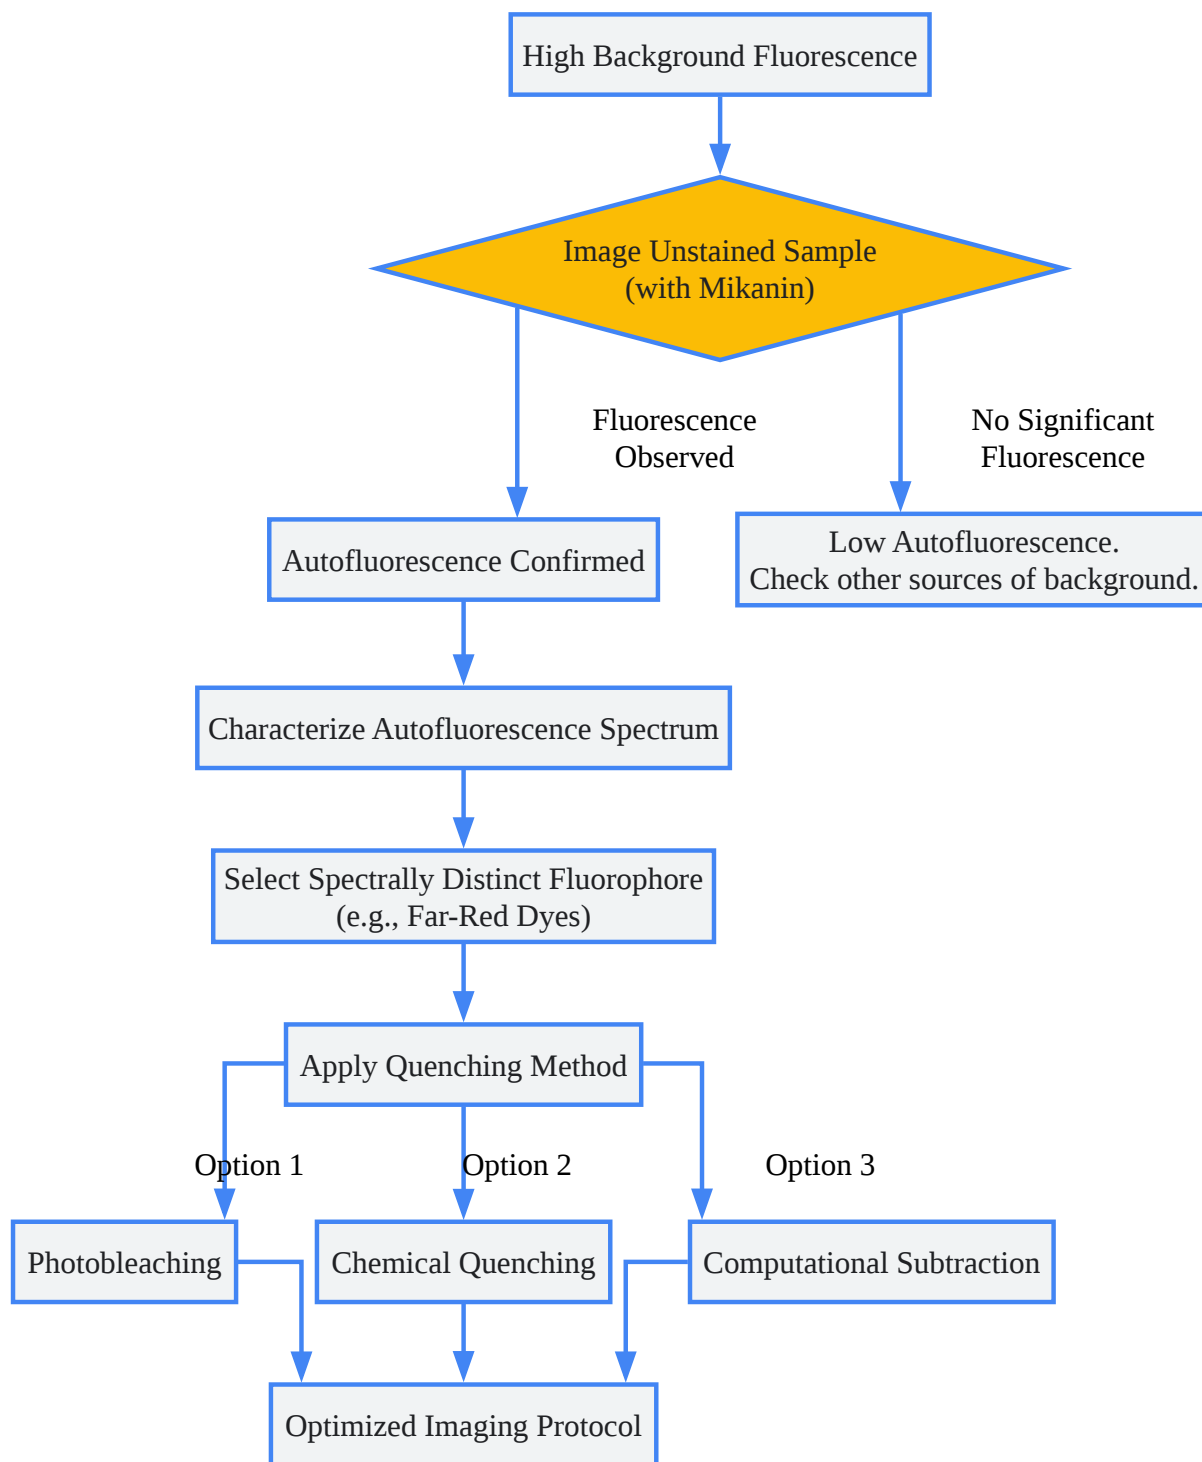 High Background Fluorescence
Image Unstained Sample
(with Mikanin)
Fluorescence
Observed
No Significant
Fluorescence
Autofluorescence Confirmed
Low Autofluorescence.
Check other sources of background.
Characterize Autofluorescence Spectrum
Select Spectrally Distinct Fluorophore
(e.g., Far-Red Dyes)
Apply Quenching Method
Option 1
Option 2
Option 3
Photobleaching
Chemical Quenching
Computational Subtraction
Optimized Imaging Protocol